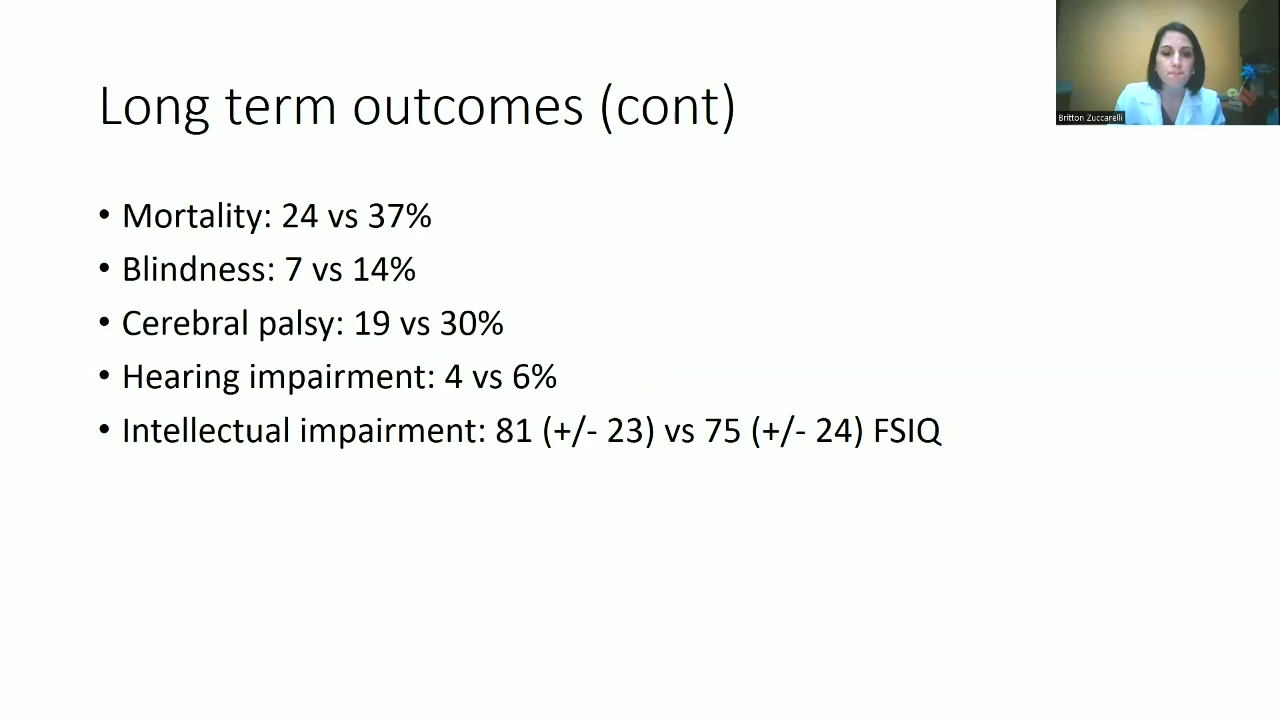 Long term outcomes (cont)
• Mortality: 24 vs 37%
• Blindness: 7 vs 14%
• Cerebral palsy: 19 vs 30%
• Hearing impairment: 4 vs 6%
• Intellectual impairment: 81 (+/- 23) vs 75 (+/- 24) FSIQ
Britton Zuccarelli